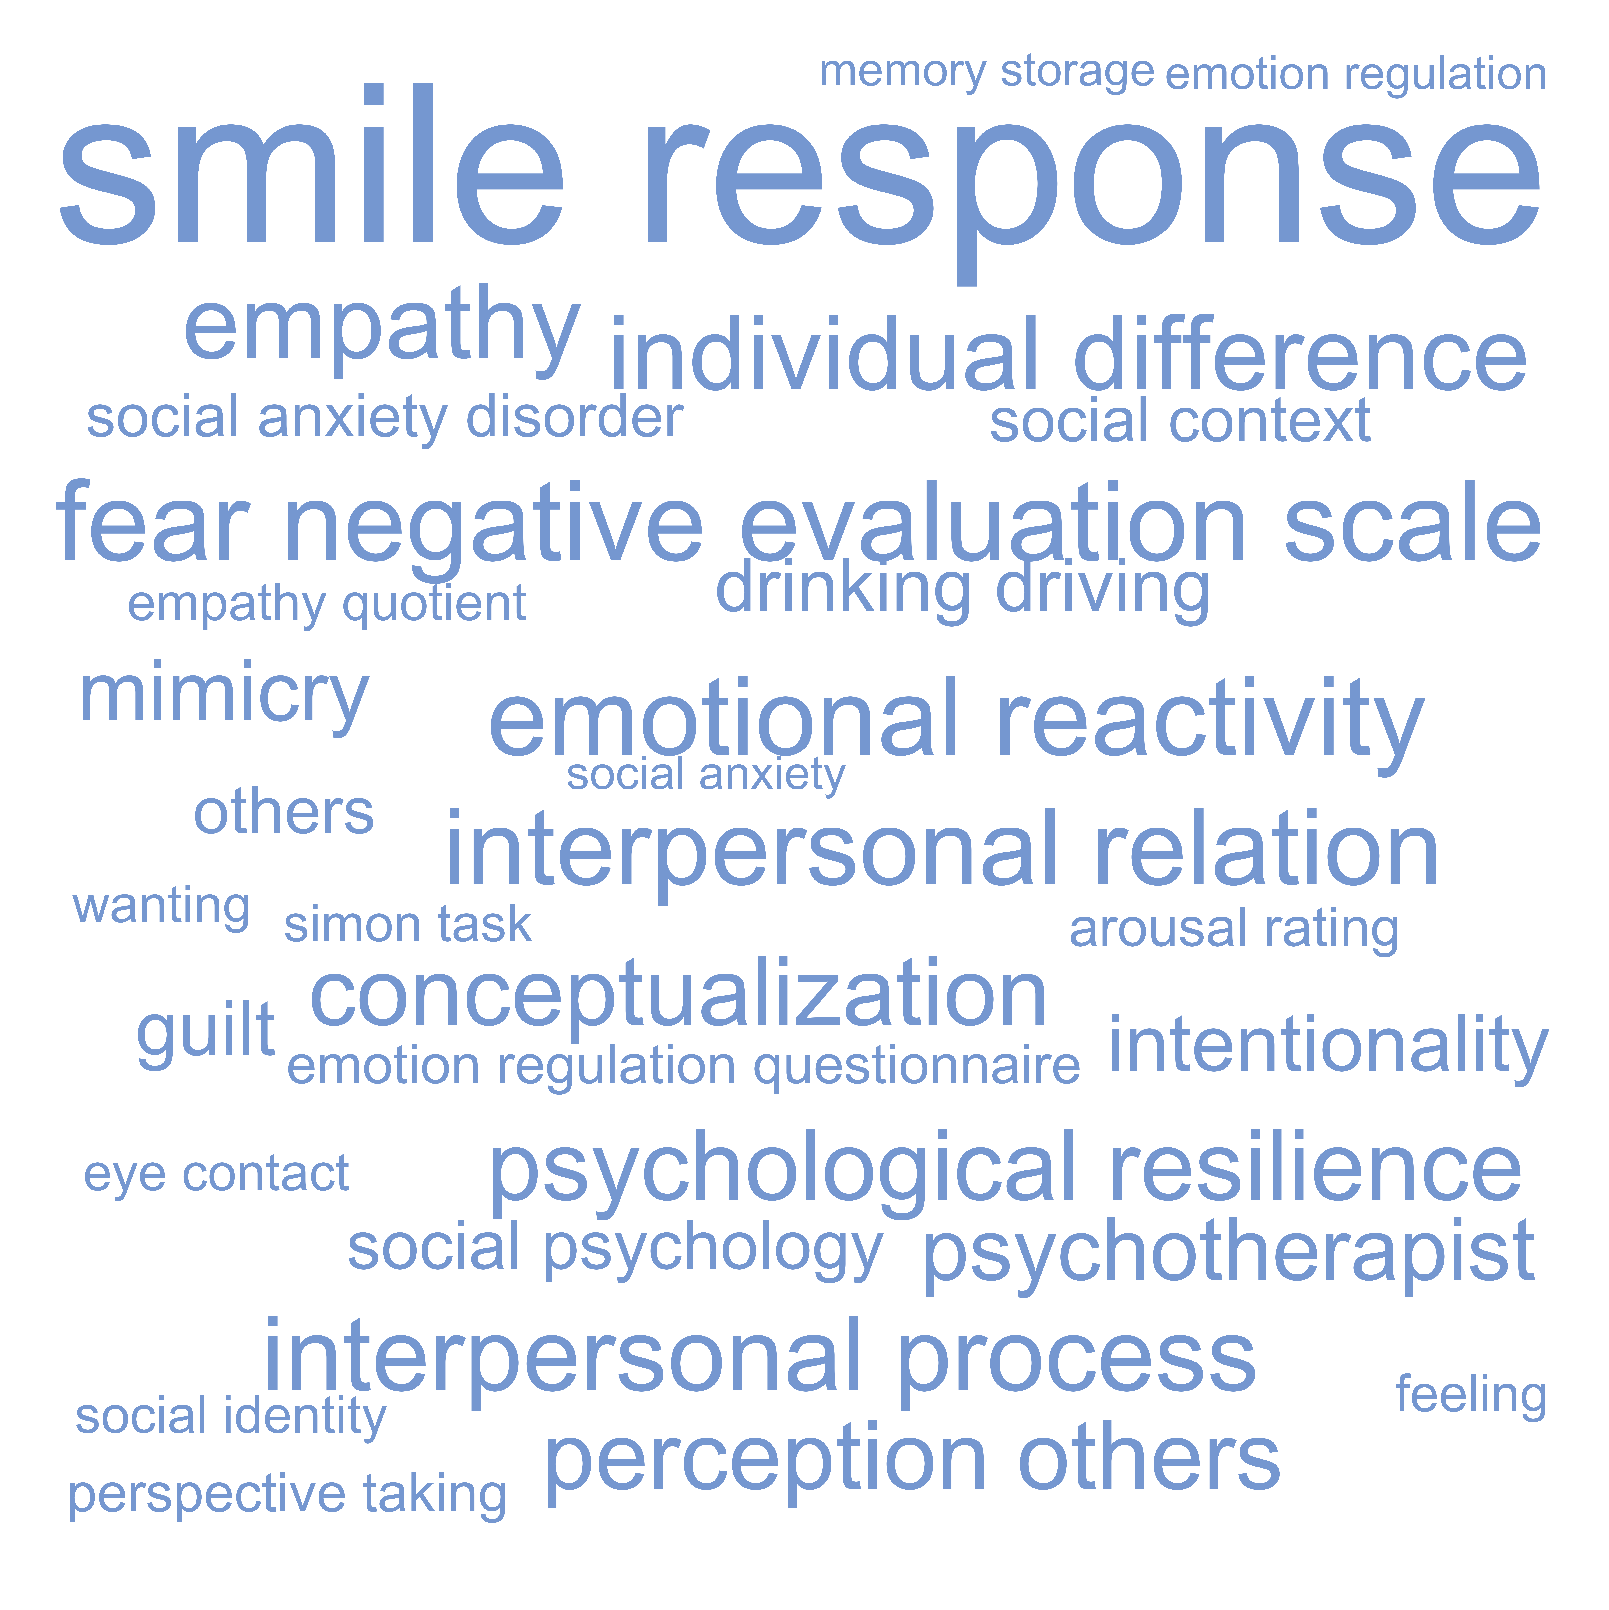 memory storage emotion regulation
smile response
empathy individual difference
social anxiety disorder social context
fear negative evaluation scale
empathy quotient drinking driving
mimicry emotional reactivity
social anxiety
others interpersonal relation
wanting simon task arousal rating
guilt conceptualization intentionality
emotion regulation questionnaire
eye contact psychological resilience
social psychology psychotherapist
interpersonal process
social identity feeling
perspective taking perception others